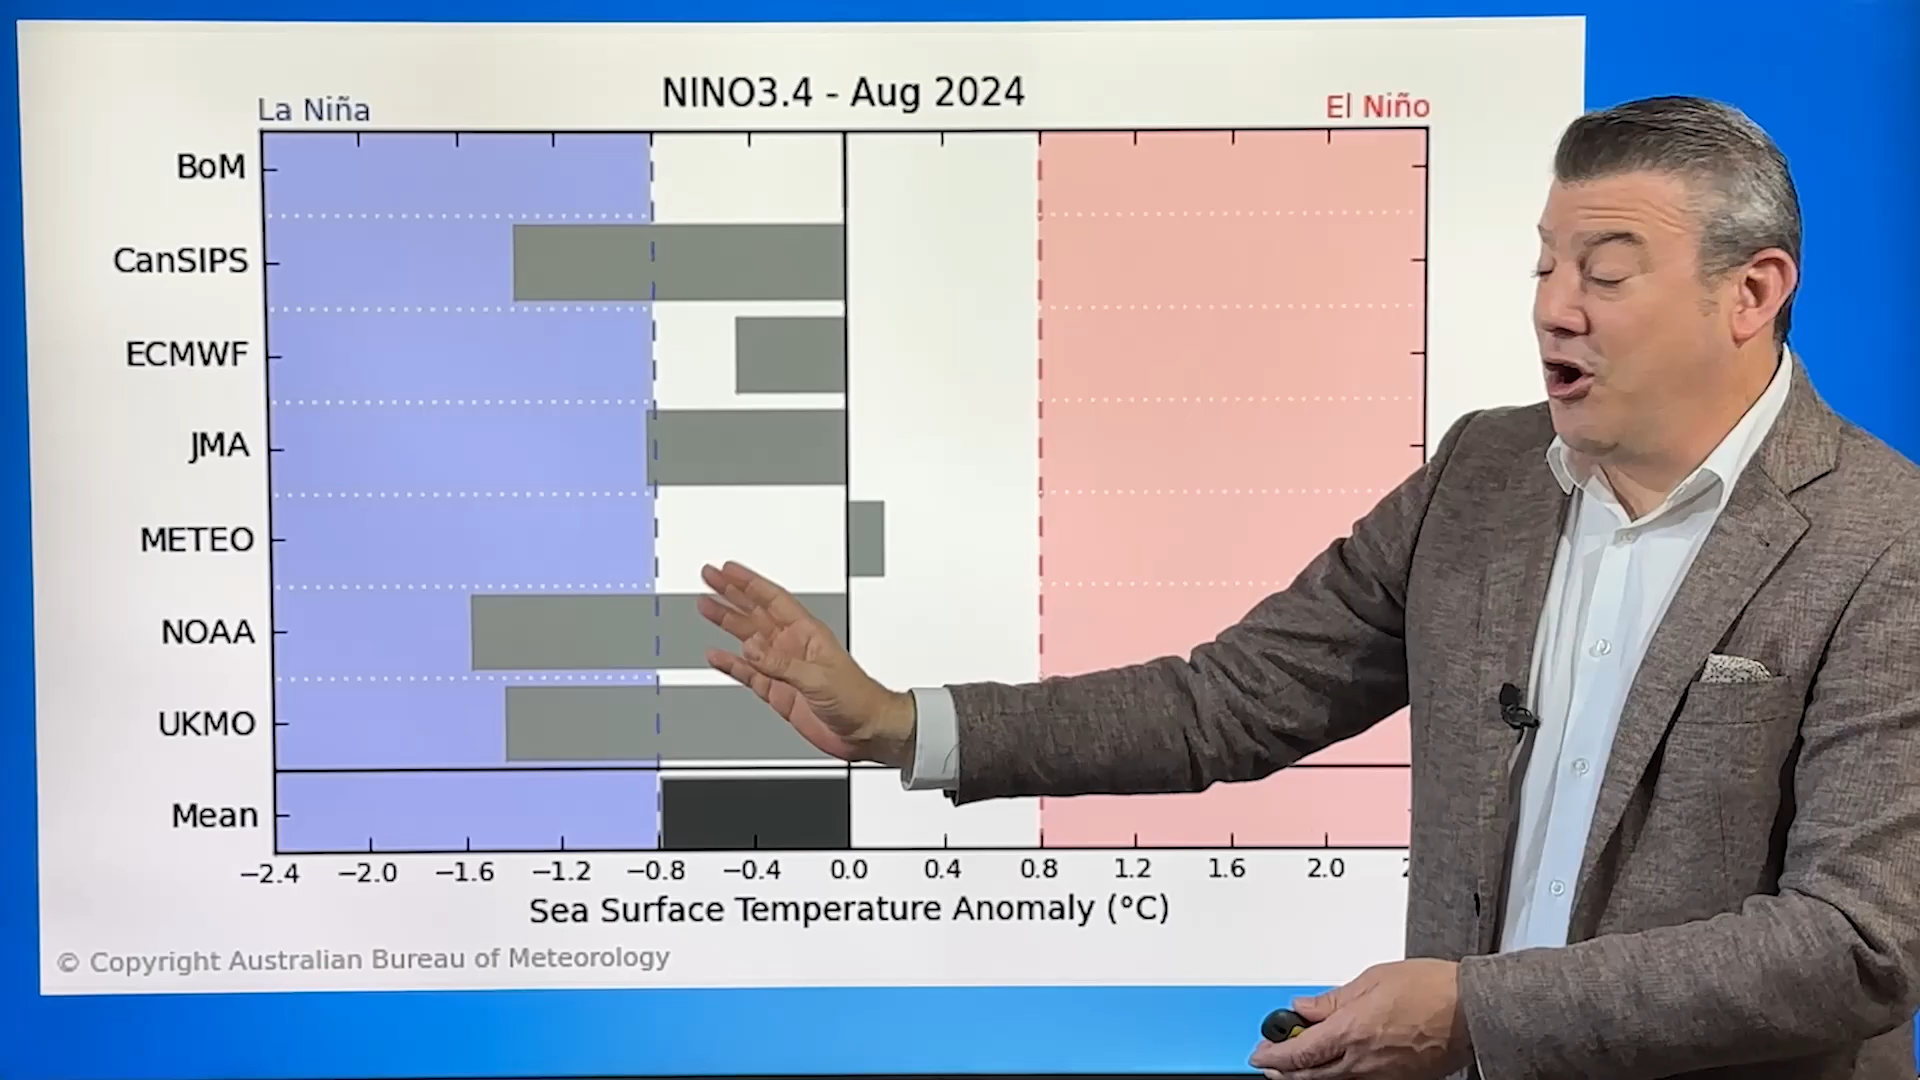 NINO3.4 - Aug 2024
La Niña
El Niño
BoM
CanSIPS
ECMWF
JMA
METEO
NOAA
UKMO
Mean
−2.4 −2.0 −1.6 −1.2 −0.8 −0.4 0.0 0.4 0.8 1.2 1.6 2.0
Sea Surface Temperature Anomaly (°C)
© Copyright Australian Bureau of Meteorology